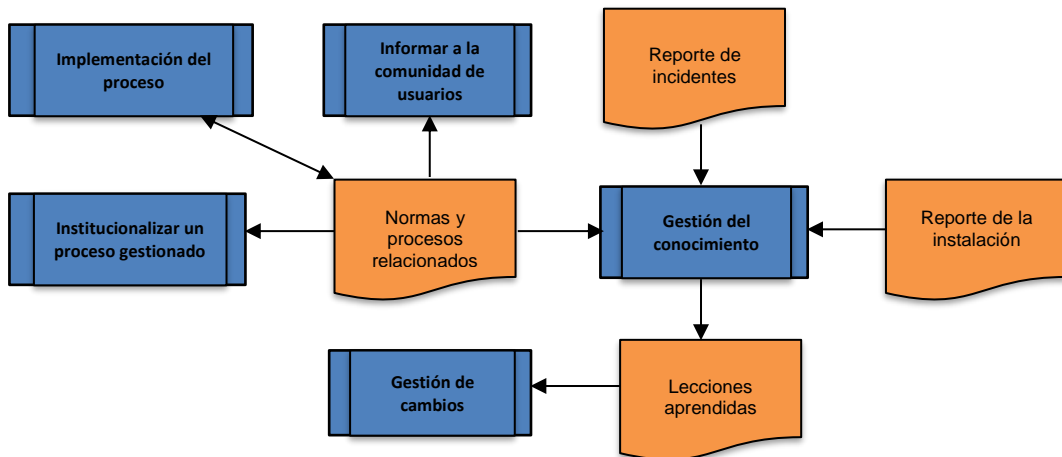 Implementación del
proceso
Informar a la
comunidad de
usuarios
Reporte de
incidentes
Institucionalizar un
proceso gestionado
Normas y
procesos
relacionados
Gestión del
conocimiento
Reporte de la
instalación
Gestión de
cambios
Lecciones
aprendidas